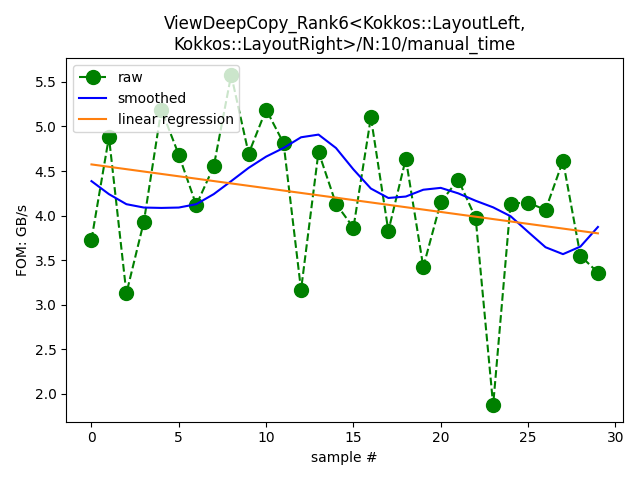 ViewDeepCopy_Rank6<Kokkos::LayoutLeft,
Kokkos::LayoutRight>/N:10/manual_time
raw
smoothed
linear regression
FOM: GB/s
5.5
5.0
4.5
4.0
3.5
3.0
2.5
2.0
0 5 10 15 20 25 30
sample #